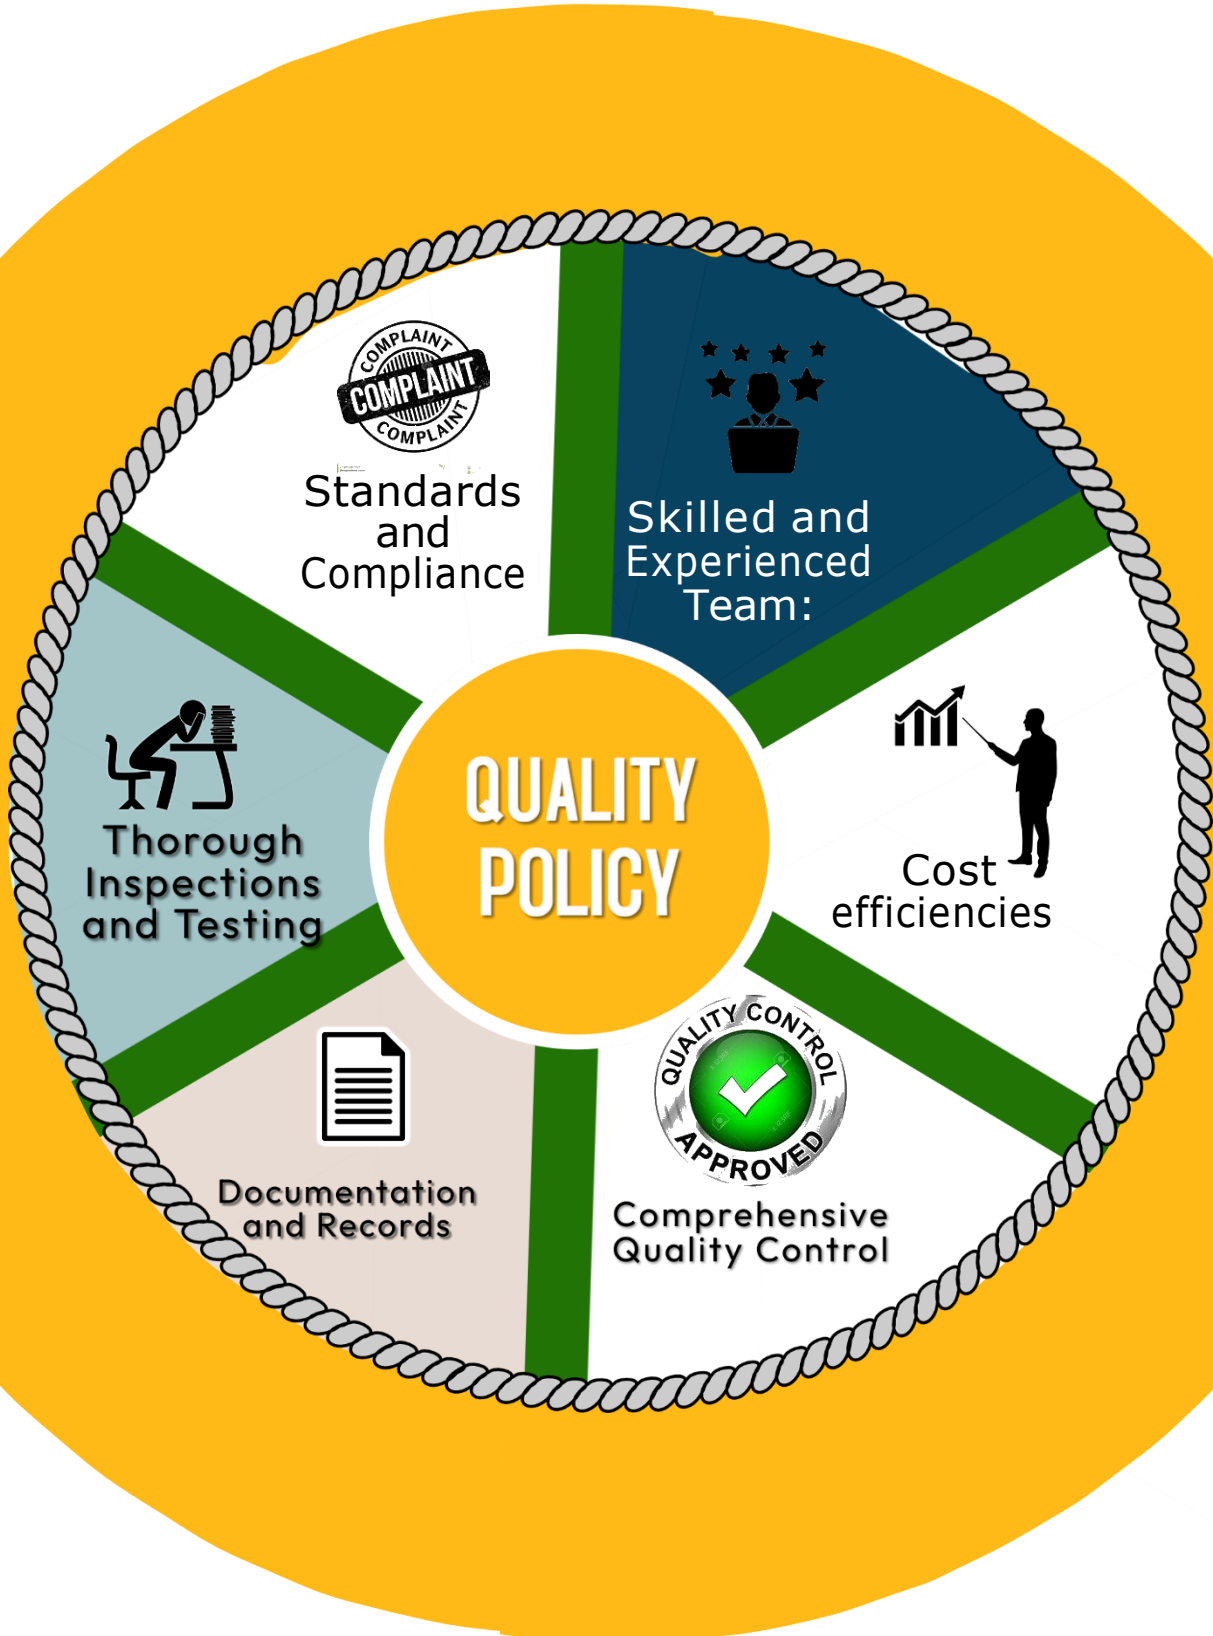 COMPLAINT
COMPLAINT
COMPLAINT
Standards
and
Compliance
Skilled and
Experienced
Team:
Thorough
Inspections
and Testing
QUALITY
POLICY
Cost
efficiencies
Documentation
and Records
QUALITY CONTROL
APPROVED
Comprehensive
Quality Control